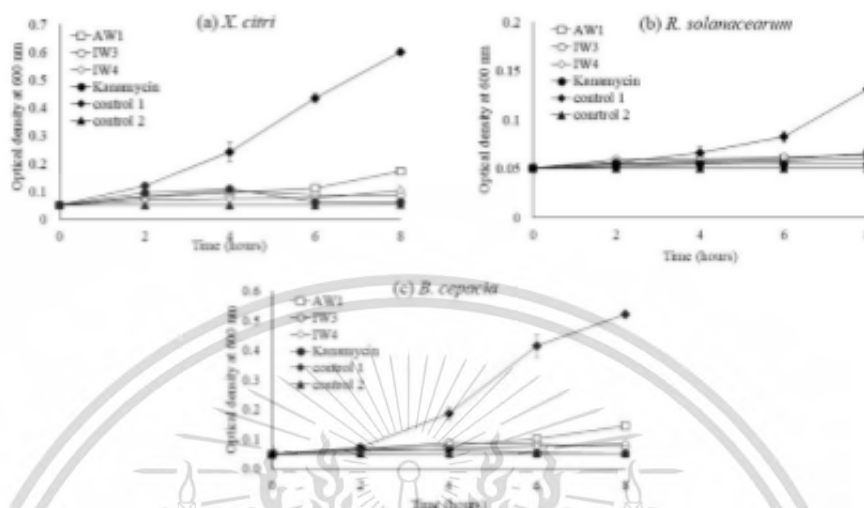 (a) X. citri
Optical density at 600 nm
0.7
0.6
0.5
0.4
0.3
0.2
0.1
0
AW1
IW3
IW4
Kanamycin
control 1
control 2
0 2 4 6 8
Time (hours)
(b) R. solanacearum
Optical density at 600 nm
0.2
0.15
0.1
0.05
0
AW1
IW3
IW4
Kanamycin
control 1
control 2
0 2 4 6 8
Time (hours)
(c) B. cepacia
Optical density at 600 nm
0.6
0.5
0.4
0.3
0.2
0.1
0.0
AW1
IW3
IW4
Kanamycin
control 1
control 2
0
Time (hours)